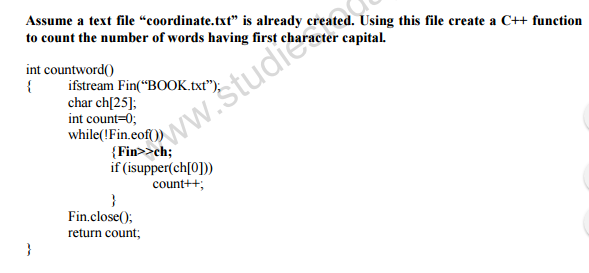 Assume a text file “coordinate.txt” is already created. Using this file create a C++ function
to count the number of words having first character capital.
int countword()
{ ifstream Fin(“BOOK.txt”);
char ch[25];
int count=0;
while(!Fin.eof())
{Fin>>ch;
if (isupper(ch[0]))
count++;
}
Fin.close();
return count;
}
www.studiestoday